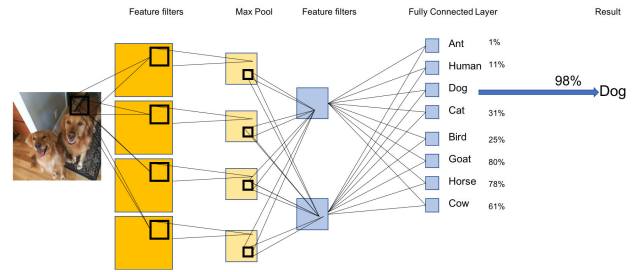 Feature filters
Max Pool
Feature filters
Fully Connected Layer
Result
Ant 1%
Human 11%
Dog 98% Dog
Cat 31%
Bird 25%
Goat 80%
Horse 78%
Cow 61%